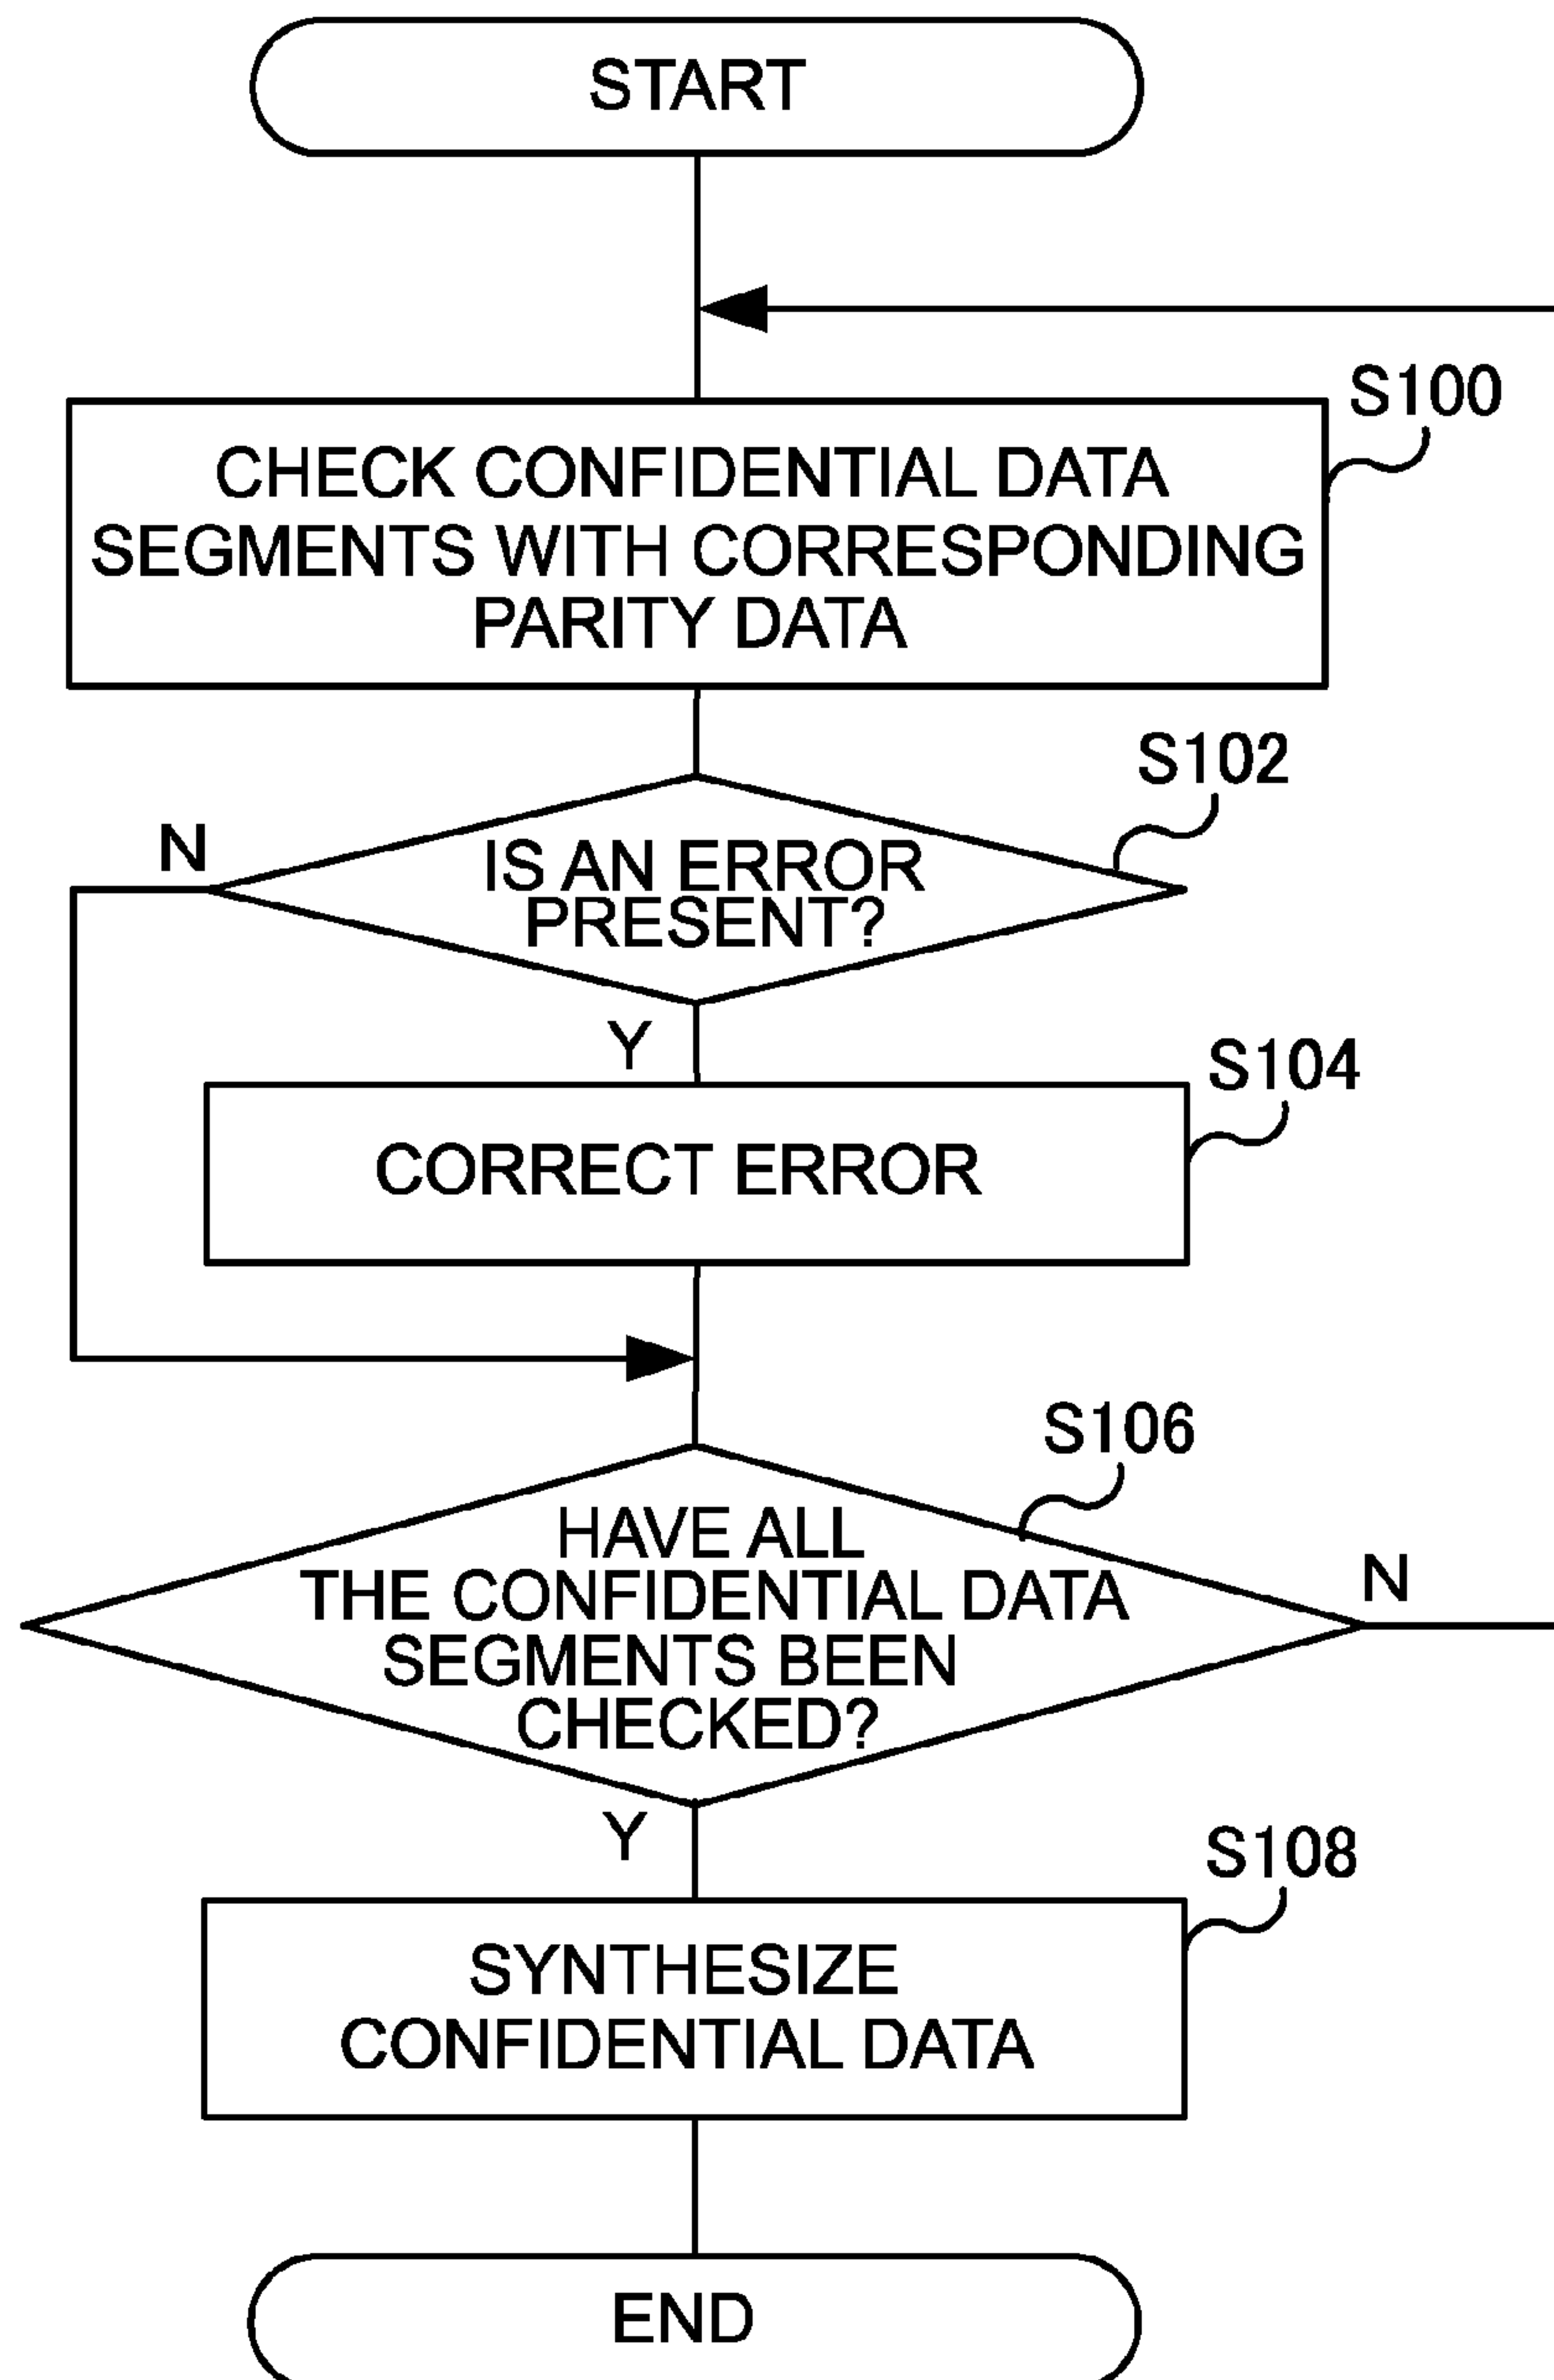 START
S100
CHECK CONFIDENTIAL DATA
SEGMENTS WITH CORRESPONDING
PARITY DATA
S102
N
IS AN ERROR
PRESENT?
Y
S104
CORRECT ERROR
S106
HAVE ALL
THE CONFIDENTIAL DATA
SEGMENTS BEEN
CHECKED?
N
Y
S108
SYNTHESIZE
CONFIDENTIAL DATA
END